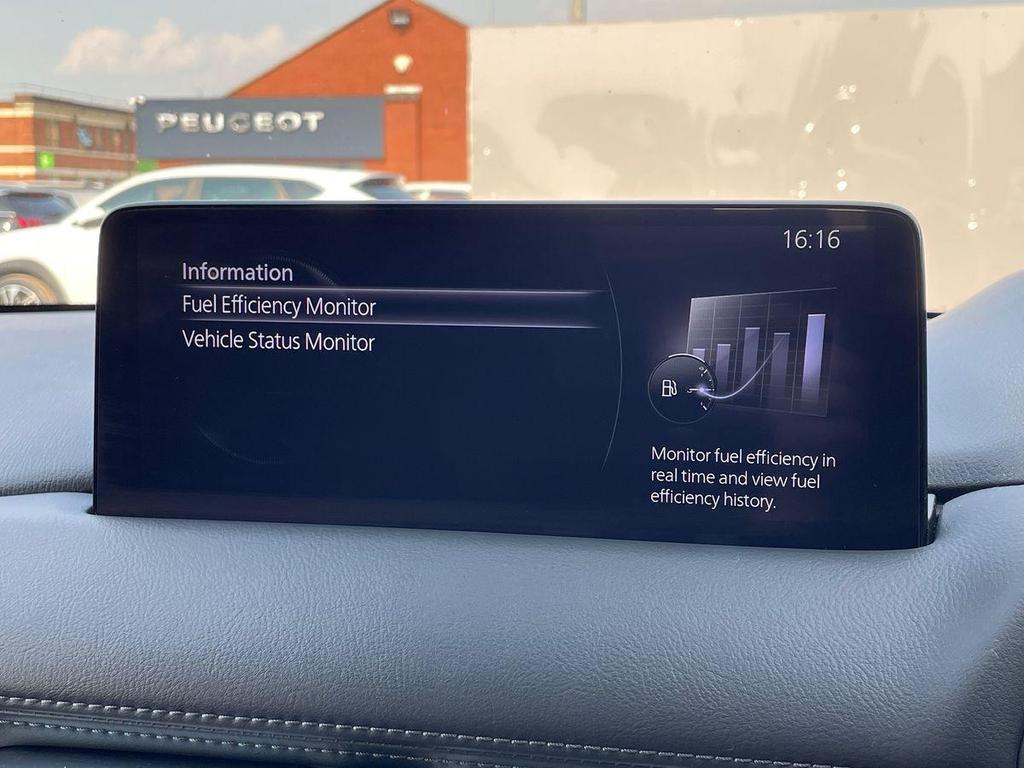 PEUGEOT
16:16
Information
Fuel Efficiency Monitor
Vehicle Status Monitor
Monitor fuel efficiency in
real time and view fuel
efficiency history.